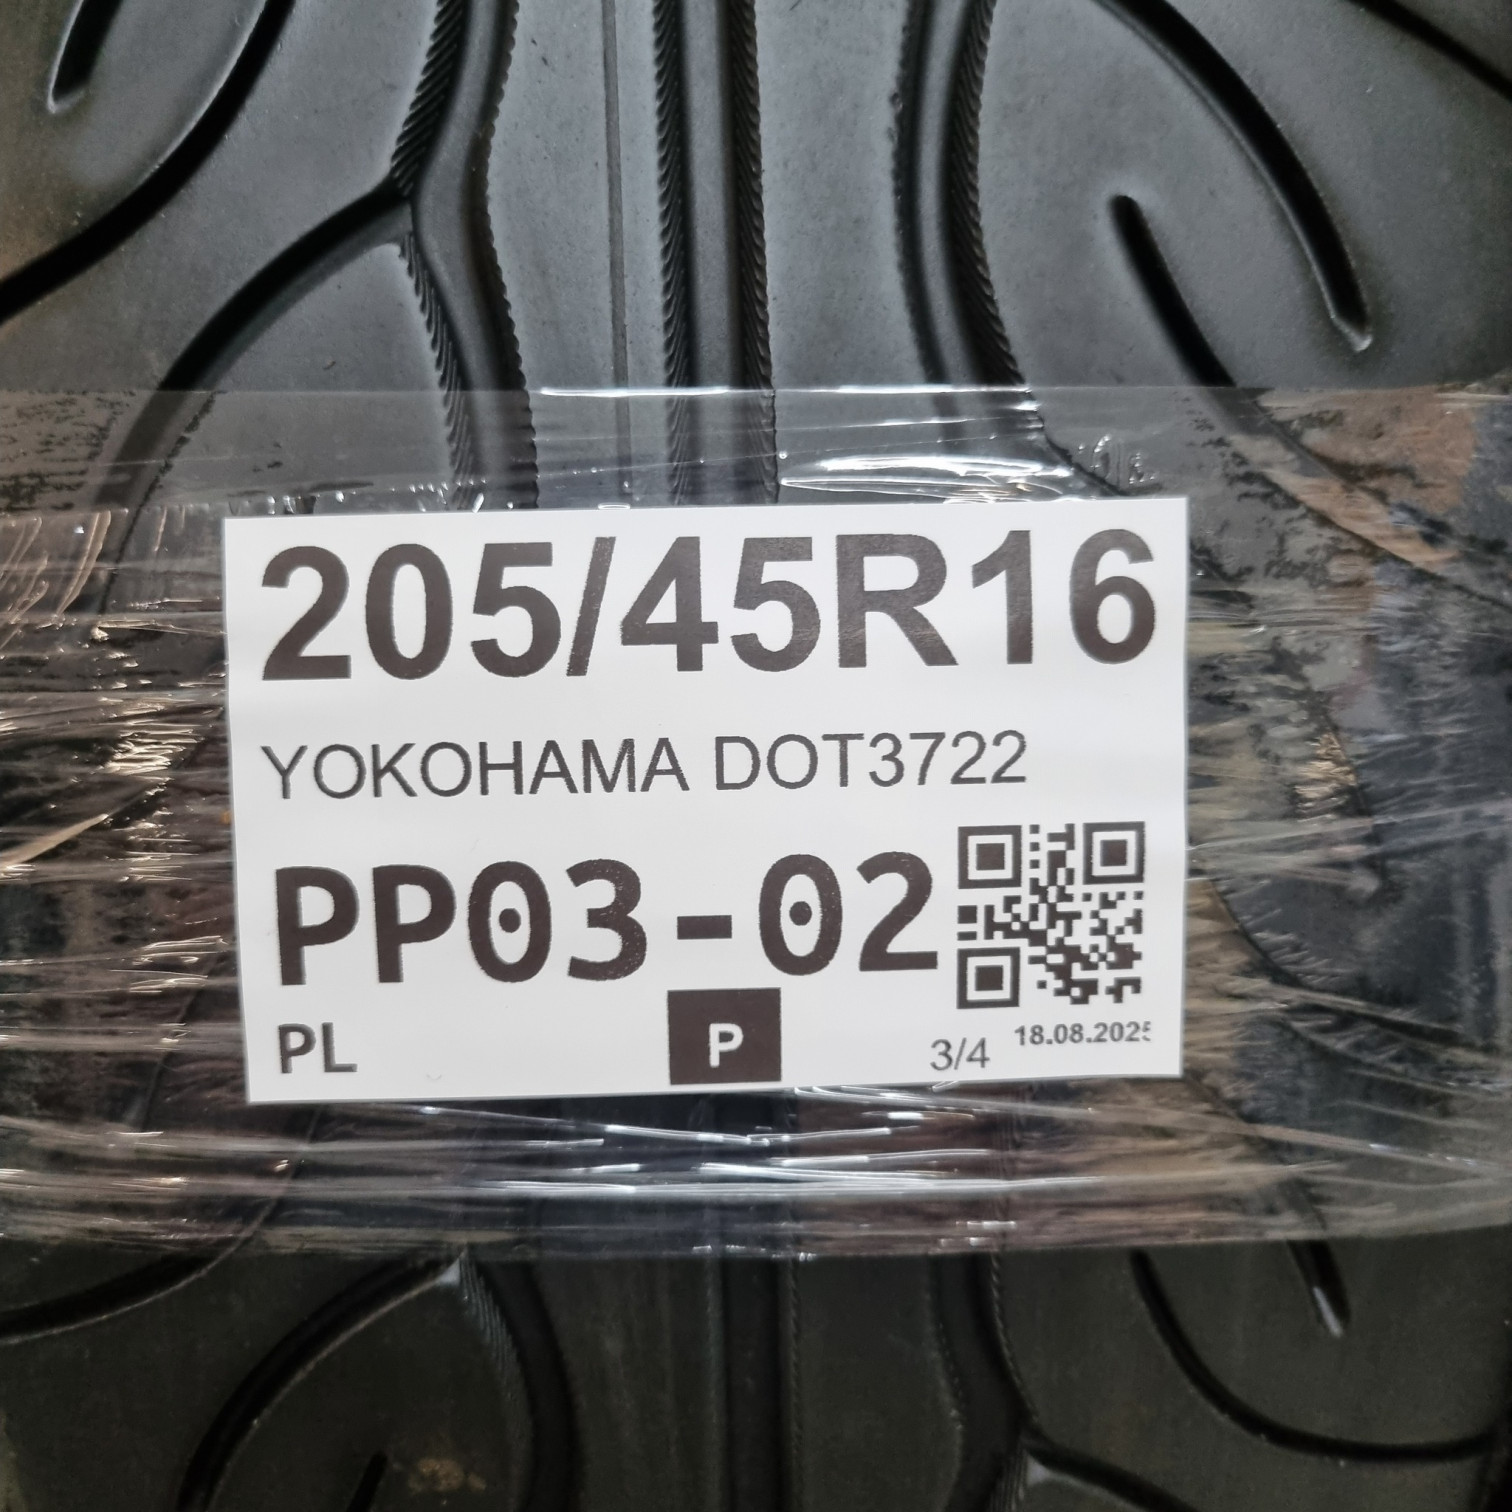 205/45R16
YOKOHAMA DOT3722
PP03-02
PL
P
3/4
18.08.2025